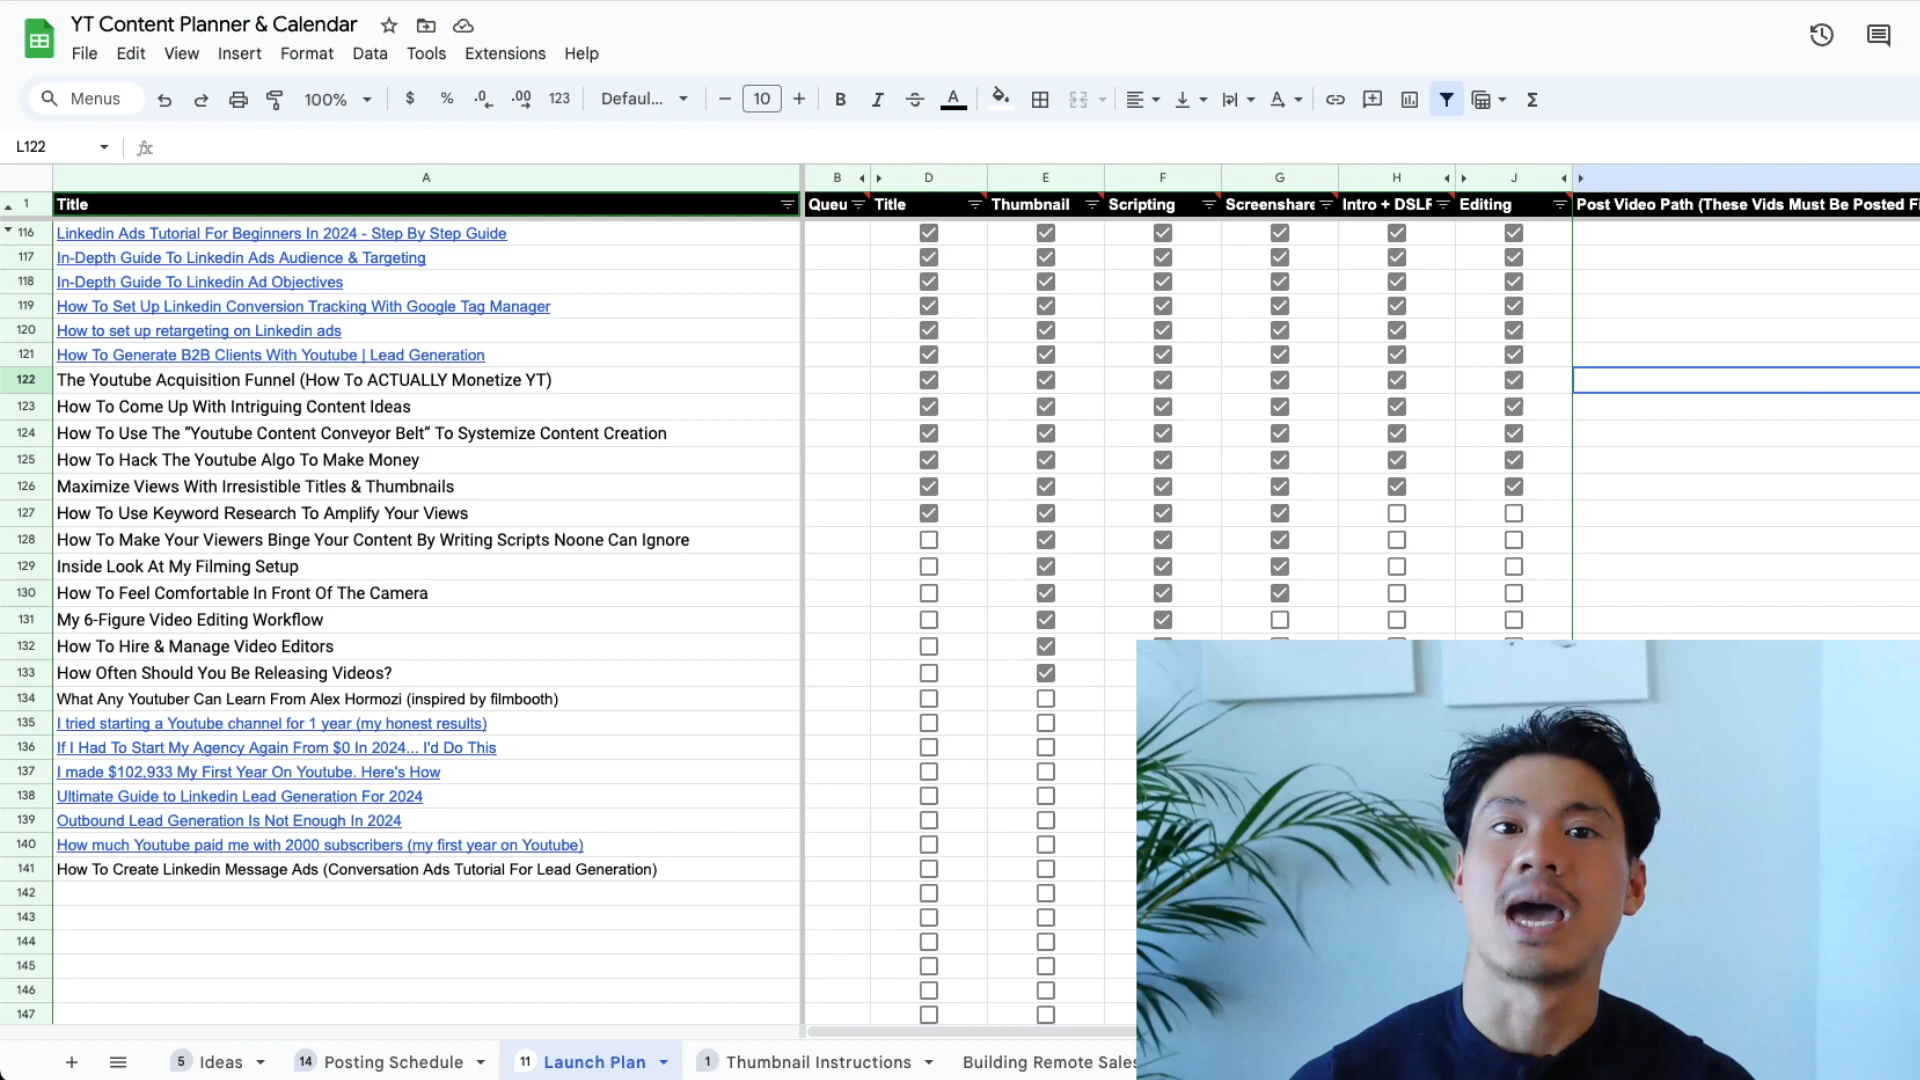 YT Content Planner & Calendar
File Edit View Insert Format Data Tools Extensions Help
Menus 100% $ % .0 .00 123 Defaul... 10 B I S A Σ
L122 fx
A B D E F G H J
1 Title Queu Title Thumbnail Scripting Screenshare Intro + DSLR Editing Post Video Path (These Vids Must Be Posted Fi
116 Linkedin Ads Tutorial For Beginners In 2024 - Step By Step Guide
117 In-Depth Guide To Linkedin Ads Audience & Targeting
118 In-Depth Guide To Linkedin Ad Objectives
119 How To Set Up Linkedin Conversion Tracking With Google Tag Manager
120 How to set up retargeting on Linkedin ads
121 How To Generate B2B Clients With Youtube | Lead Generation
122 The Youtube Acquisition Funnel (How To ACTUALLY Monetize YT)
123 How To Come Up With Intriguing Content Ideas
124 How To Use The “Youtube Content Conveyor Belt” To Systemize Content Creation
125 How To Hack The Youtube Algo To Make Money
126 Maximize Views With Irresistible Titles & Thumbnails
127 How To Use Keyword Research To Amplify Your Views
128 How To Make Your Viewers Binge Your Content By Writing Scripts Noone Can Ignore
129 Inside Look At My Filming Setup
130 How To Feel Comfortable In Front Of The Camera
131 My 6-Figure Video Editing Workflow
132 How To Hire & Manage Video Editors
133 How Often Should You Be Releasing Videos?
134 What Any Youtuber Can Learn From Alex Hormozi (inspired by filmbooth)
135 I tried starting a Youtube channel for 1 year (my honest results)
136 If I Had To Start My Agency Again From $0 In 2024... I'd Do This
137 I made $102,933 My First Year On Youtube. Here's How
138 Ultimate Guide to Linkedin Lead Generation For 2024
139 Outbound Lead Generation Is Not Enough In 2024
140 How much Youtube paid me with 2000 subscribers (my first year on Youtube)
141 How To Create Linkedin Message Ads (Conversation Ads Tutorial For Lead Generation)
142
143
144
145
146
147
5 Ideas 14 Posting Schedule 11 Launch Plan 1 Thumbnail Instructions Building Remote Sales